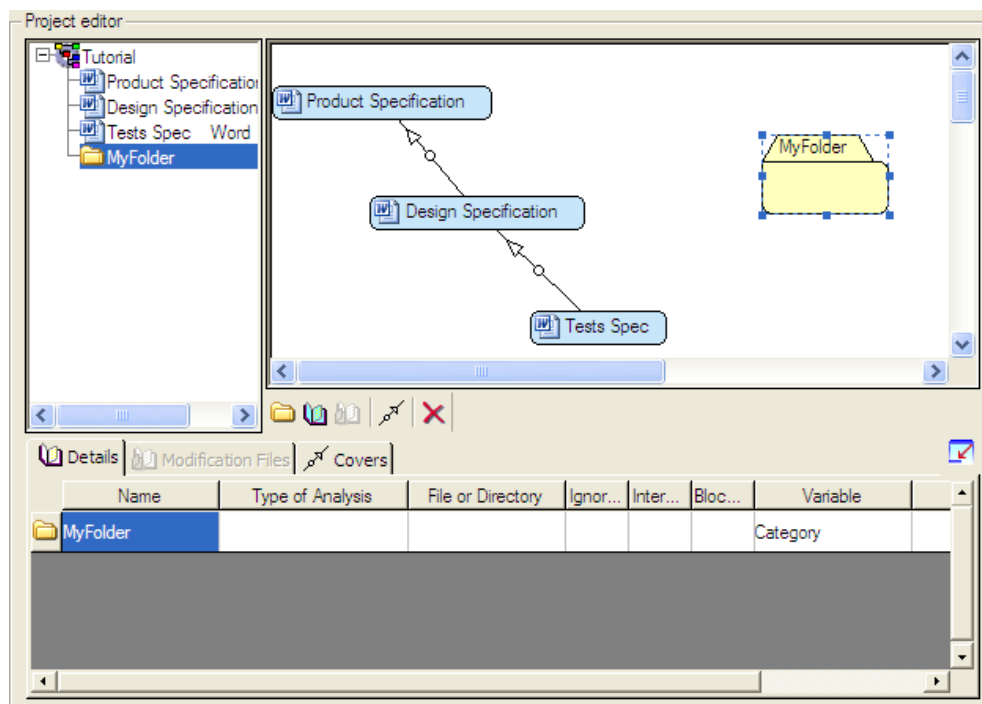 Project editor
Tutorial
Product Specification
Design Specification
Tests Spec Word
MyFolder
Product Specification
MyFolder
Design Specification
Tests Spec
Details Modification Files Covers
Name Type of Analysis File or Directory Ignor... Inter... Bloc... Variable
MyFolder Category